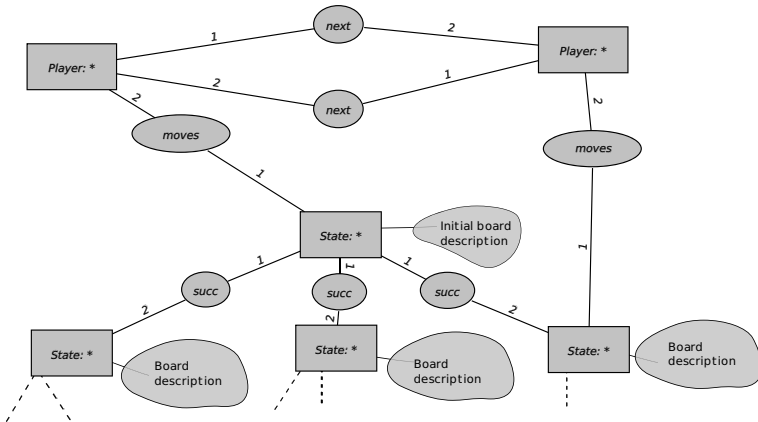 next
1
2
Player: *
Player: *
2
1
next
2
2
moves
moves
1
Initial board
description
State: *
1
1
1
1
succ
succ
succ
2
2
2
State: *
State: *
State: *
Board
description
Board
description
Board
description